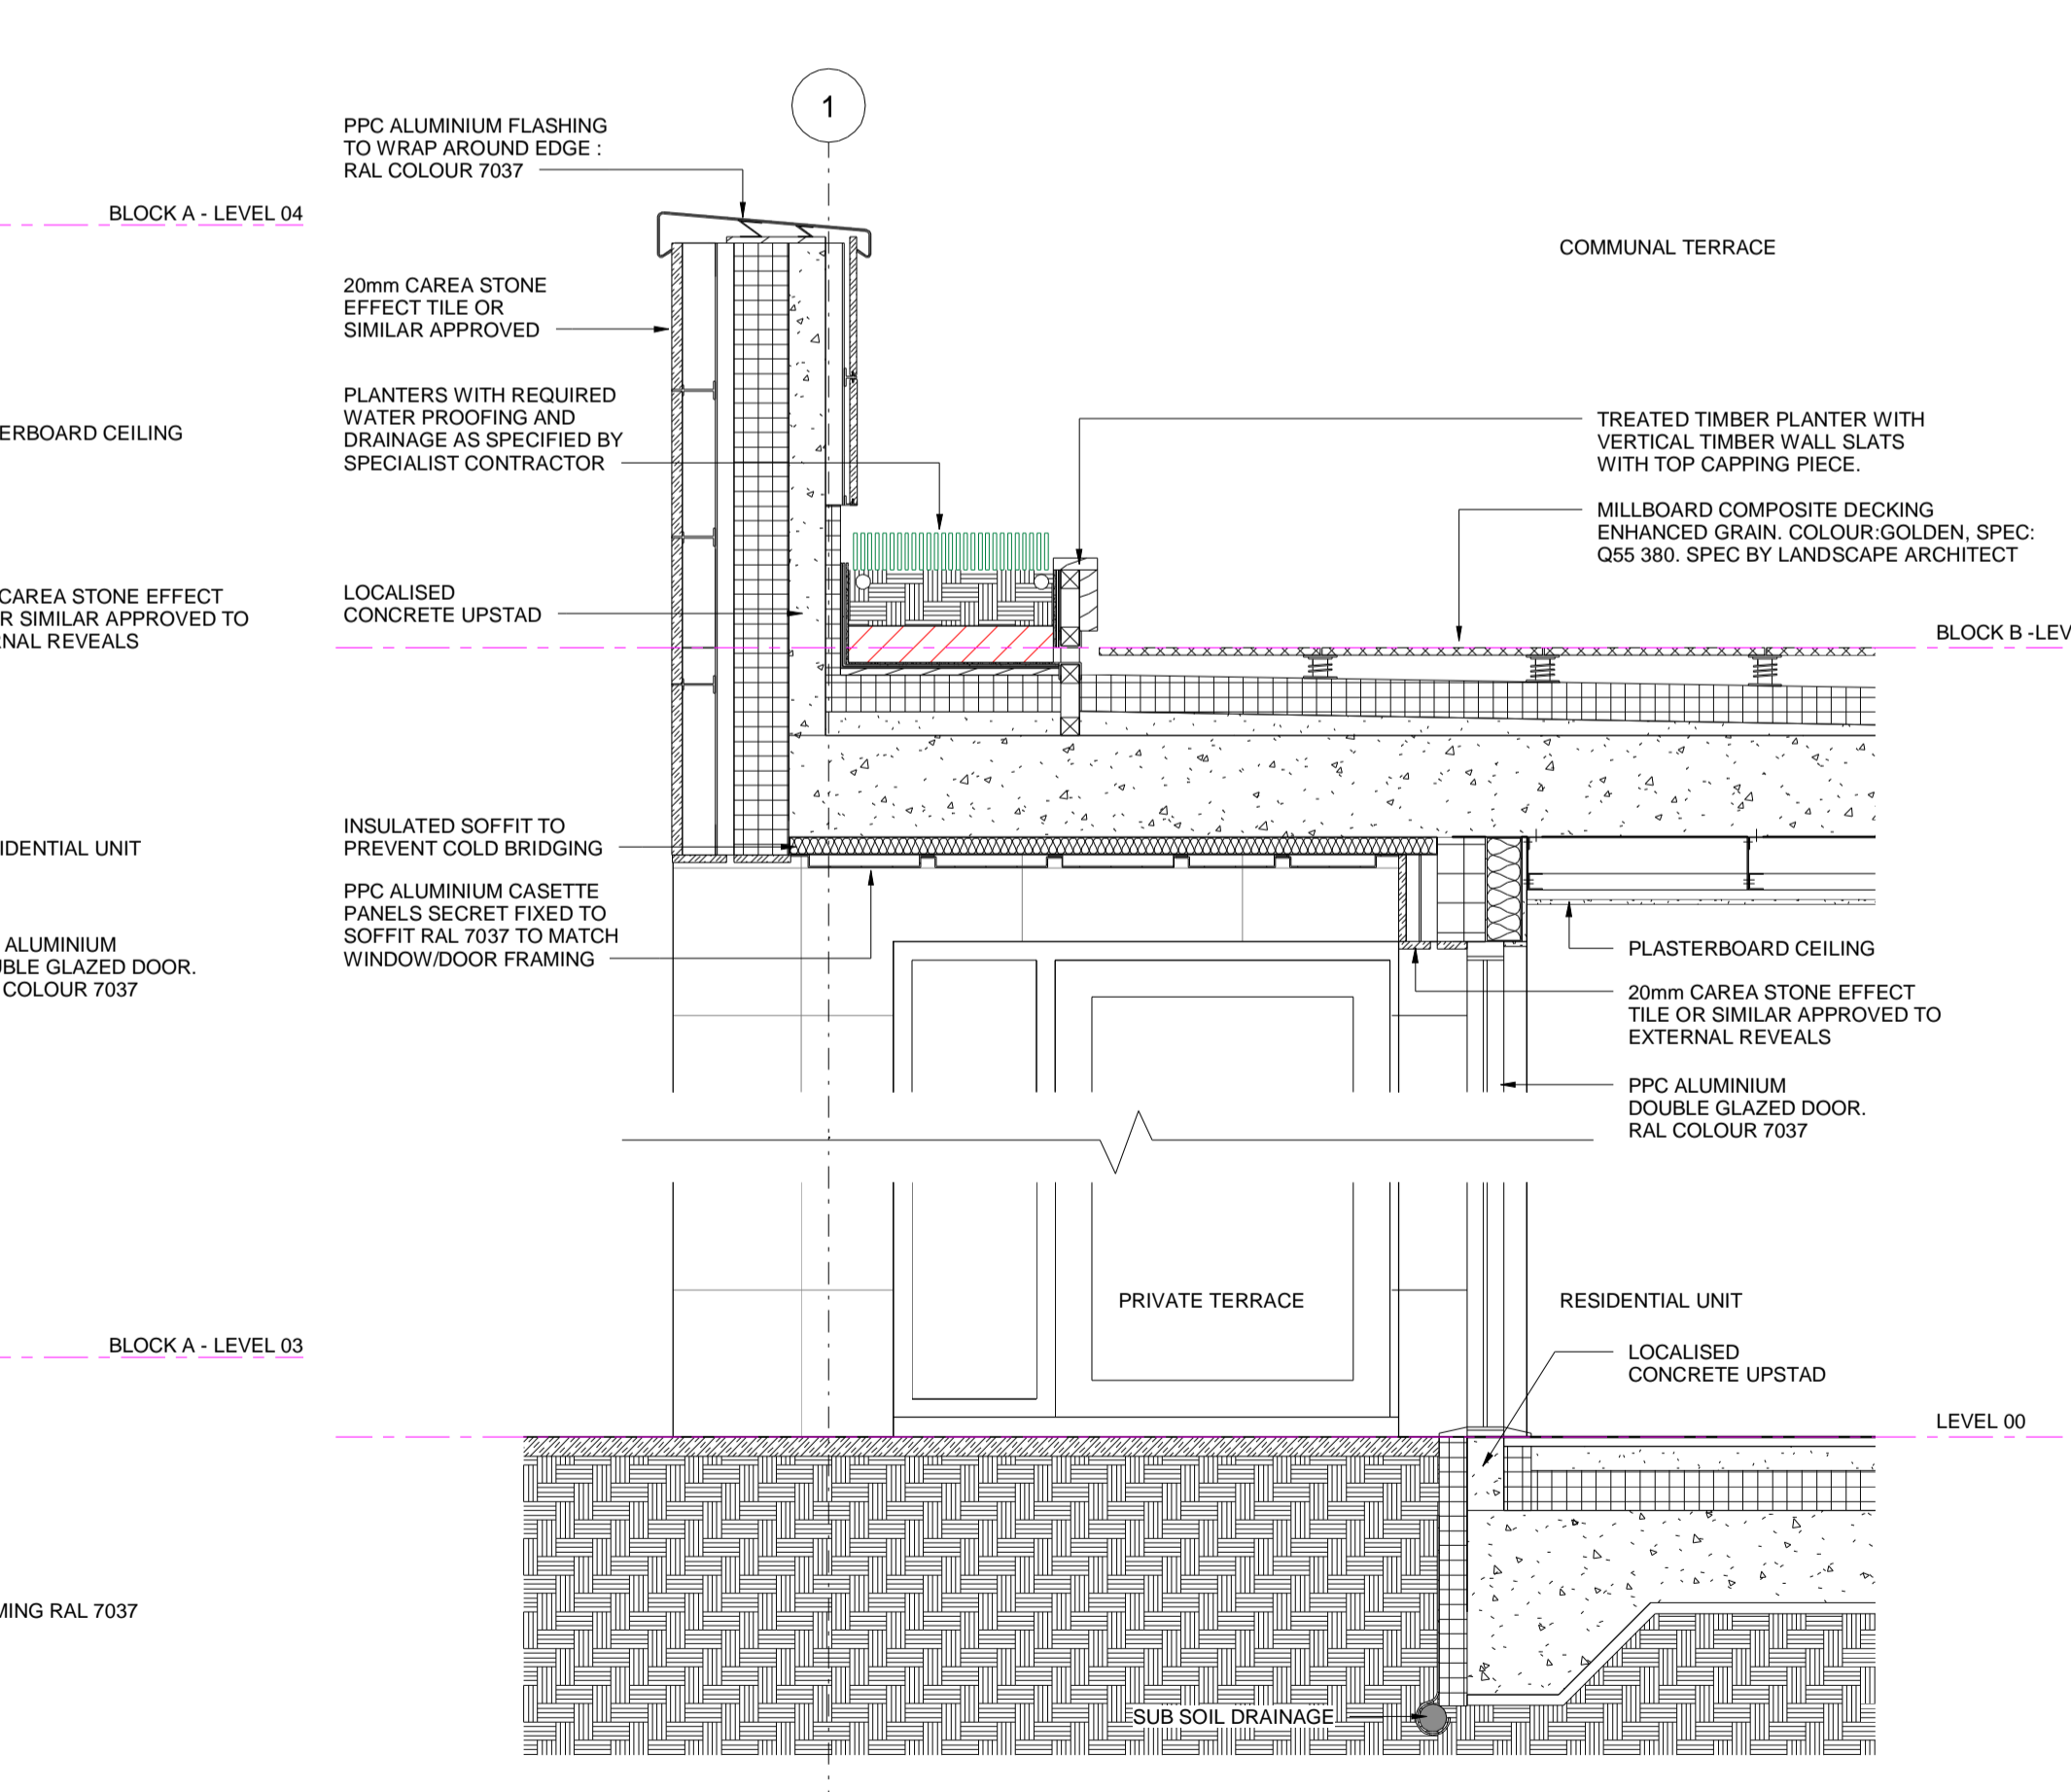 1
PPC ALUMINIUM FLASHING
TO WRAP AROUND EDGE :
RAL COLOUR 7037
BLOCK A - LEVEL 04
COMMUNAL TERRACE
20mm CAREA STONE
EFFECT TILE OR
SIMILAR APPROVED
PLANTERS WITH REQUIRED
WATER PROOFING AND
DRAINAGE AS SPECIFIED BY
SPECIALIST CONTRACTOR
TREATED TIMBER PLANTER WITH
VERTICAL TIMBER WALL SLATS
WITH TOP CAPPING PIECE.
ERBOARD CEILING
MILLBOARD COMPOSITE DECKING
ENHANCED GRAIN. COLOUR:GOLDEN, SPEC:
Q55 380. SPEC BY LANDSCAPE ARCHITECT
CAREA STONE EFFECT
R SIMILAR APPROVED TO
RNAL REVEALS
LOCALISED
CONCRETE UPSTAD
BLOCK B -LEV
INSULATED SOFFIT TO
PREVENT COLD BRIDGING
IDENTIAL UNIT
PPC ALUMINIUM CASETTE
PANELS SECRET FIXED TO
SOFFIT RAL 7037 TO MATCH
WINDOW/DOOR FRAMING
ALUMINIUM
UBLE GLAZED DOOR.
COLOUR 7037
PLASTERBOARD CEILING
20mm CAREA STONE EFFECT
TILE OR SIMILAR APPROVED TO
EXTERNAL REVEALS
PPC ALUMINIUM
DOUBLE GLAZED DOOR.
RAL COLOUR 7037
PRIVATE TERRACE
RESIDENTIAL UNIT
BLOCK A - LEVEL 03
LOCALISED
CONCRETE UPSTAD
LEVEL 00
MING RAL 7037
SUB SOIL DRAINAGE